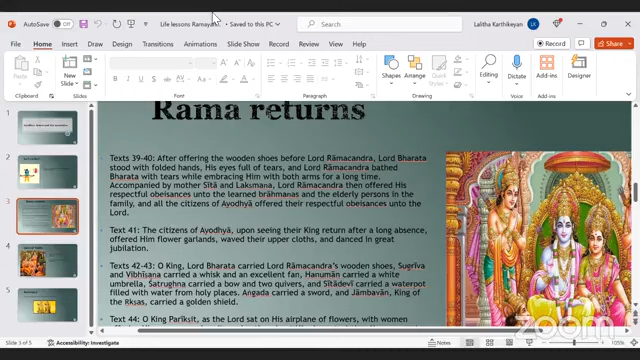 AutoSave Off
Life lessons Ramaya... • Saved to this PC
Search
Lalitha Karthikeyan
LK
File Home Insert Draw Design Transitions Animations Slide Show Record Review View Help
Record
Share
Paste
New Slide
Shapes
Arrange
Editing
Dictate
Add-ins
Designer
Clipboard
Slides
Font
Paragraph
Drawing
Voice
Add-ins
1
2
3
4
5
Rama returns
Texts 39-40: After offering the wooden shoes before Lord Rāmacandra, Lord Bharata
stood with folded hands, His eyes full of tears, and Lord Rāmacandra bathed
Bharata with tears while embracing Him with both arms for a long time.
Accompanied by mother Sītā and Lakṣmaṇa, Lord Rāmacandra then offered His
respectful obeisances unto the learned brāhmaṇas and the elderly persons in the
family, and all the citizens of Ayodhyā offered their respectful obeisances unto the
Lord.
Text 41: The citizens of Ayodhyā, upon seeing their King return after a long absence,
offered Him flower garlands, waved their upper cloths, and danced in great
jubilation.
Texts 42-43: O King, Lord Bharata carried Lord Rāmacandra's wooden shoes, Sugrīva
and Vibhīṣaṇa carried a whisk and an excellent fan, Hanumān carried a white
umbrella, Śatrughna carried a bow and two quivers, and Sītādevī carried a waterpot
filled with water from holy places. Aṅgada carried a sword, and Jāmbavān, King of
the Ṛkṣas, carried a golden shield.
Text 44: O King Parīkṣit, as the Lord sat on His airplane of flowers, with women
zoom
Slide 3 of 5
Accessibility: Investigate
Notes
105%